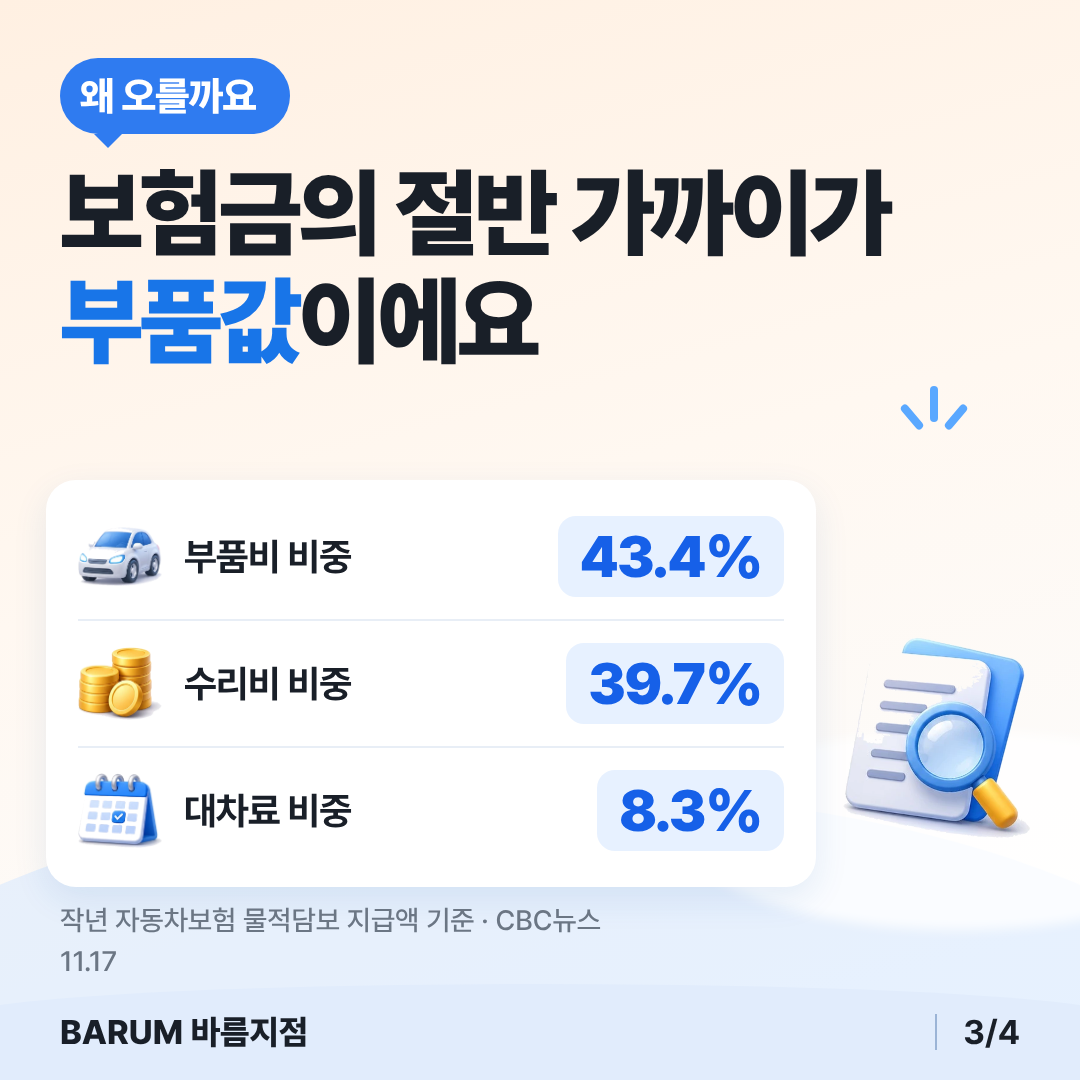 왜 오를까요
보험금의 절반 가까이가
부품값이에요
부품비 비중 43.4%
수리비 비중 39.7%
대차료 비중 8.3%
작년 자동차보험 물적담보 지급액 기준 · CBC뉴스
11.17
BARUM 바름지점 3/4